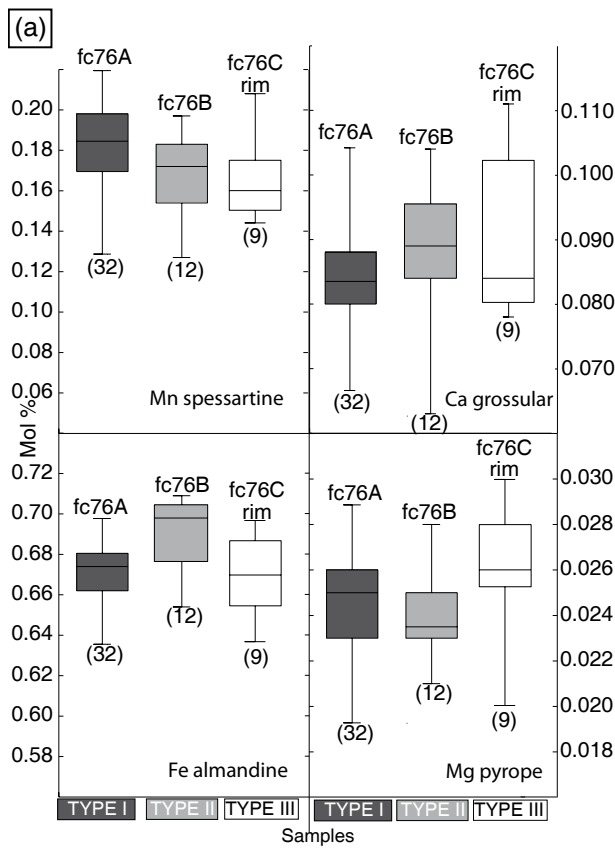 (a)
fc76A
fc76B
fc76C
rim
0.20
0.18
0.16
0.14
0.12
0.10
0.08
0.06
(32)
(12)
(9)
Mn spessartine
fc76A
fc76B
fc76C
rim
0.110
0.100
0.090
0.080
0.070
(32)
(12)
(9)
Ca grossular
Mol %
fc76A
fc76B
fc76C
rim
0.72
0.70
0.68
0.66
0.64
0.62
0.60
0.58
(32)
(12)
(9)
Fe almandine
fc76A
fc76B
fc76C
rim
0.030
0.028
0.026
0.024
0.022
0.020
0.018
(32)
(12)
(9)
Mg pyrope
TYPE I
TYPE II
TYPE III
TYPE I
TYPE II
TYPE III
Samples